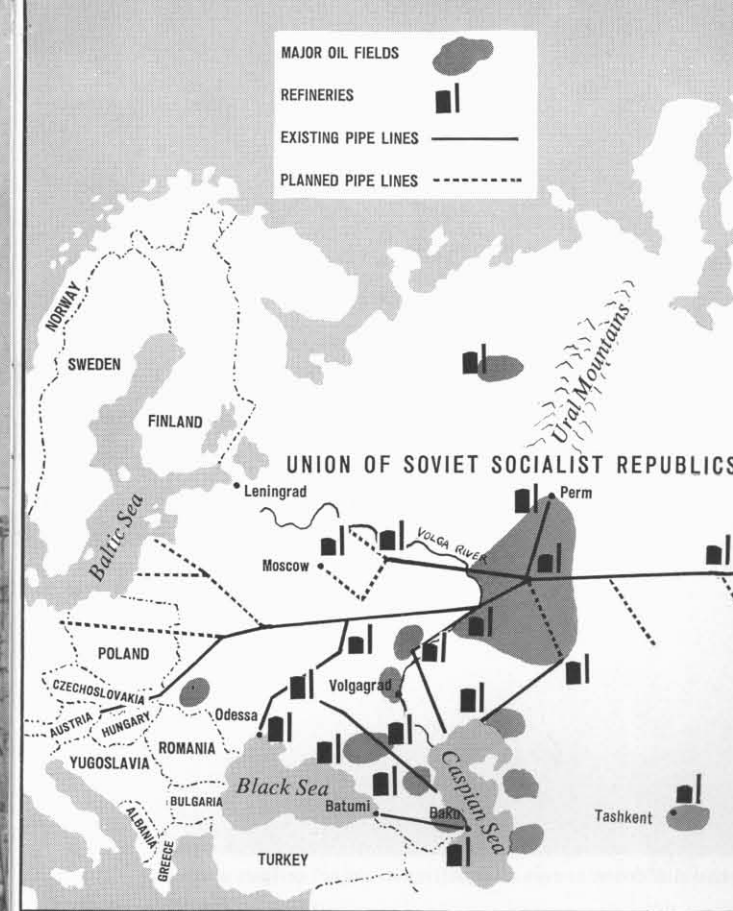 MAJOR OIL FIELDS
REFINERIES
EXISTING PIPE LINES
PLANNED PIPE LINES
NORWAY
SWEDEN
FINLAND
Ural Mountains
UNION OF SOVIET SOCIALIST REPUBLICS
Leningrad
Perm
Baltic Sea
VOLGA RIVER
Moscow
POLAND
CZECHOSLOVAKIA
Volgagrad
AUSTRIA
HUNGARY
Odessa
ROMANIA
YUGOSLAVIA
Black Sea
Caspian Sea
BULGARIA
Batumi
Baku
Tashkent
ALBANIA
GREECE
TURKEY